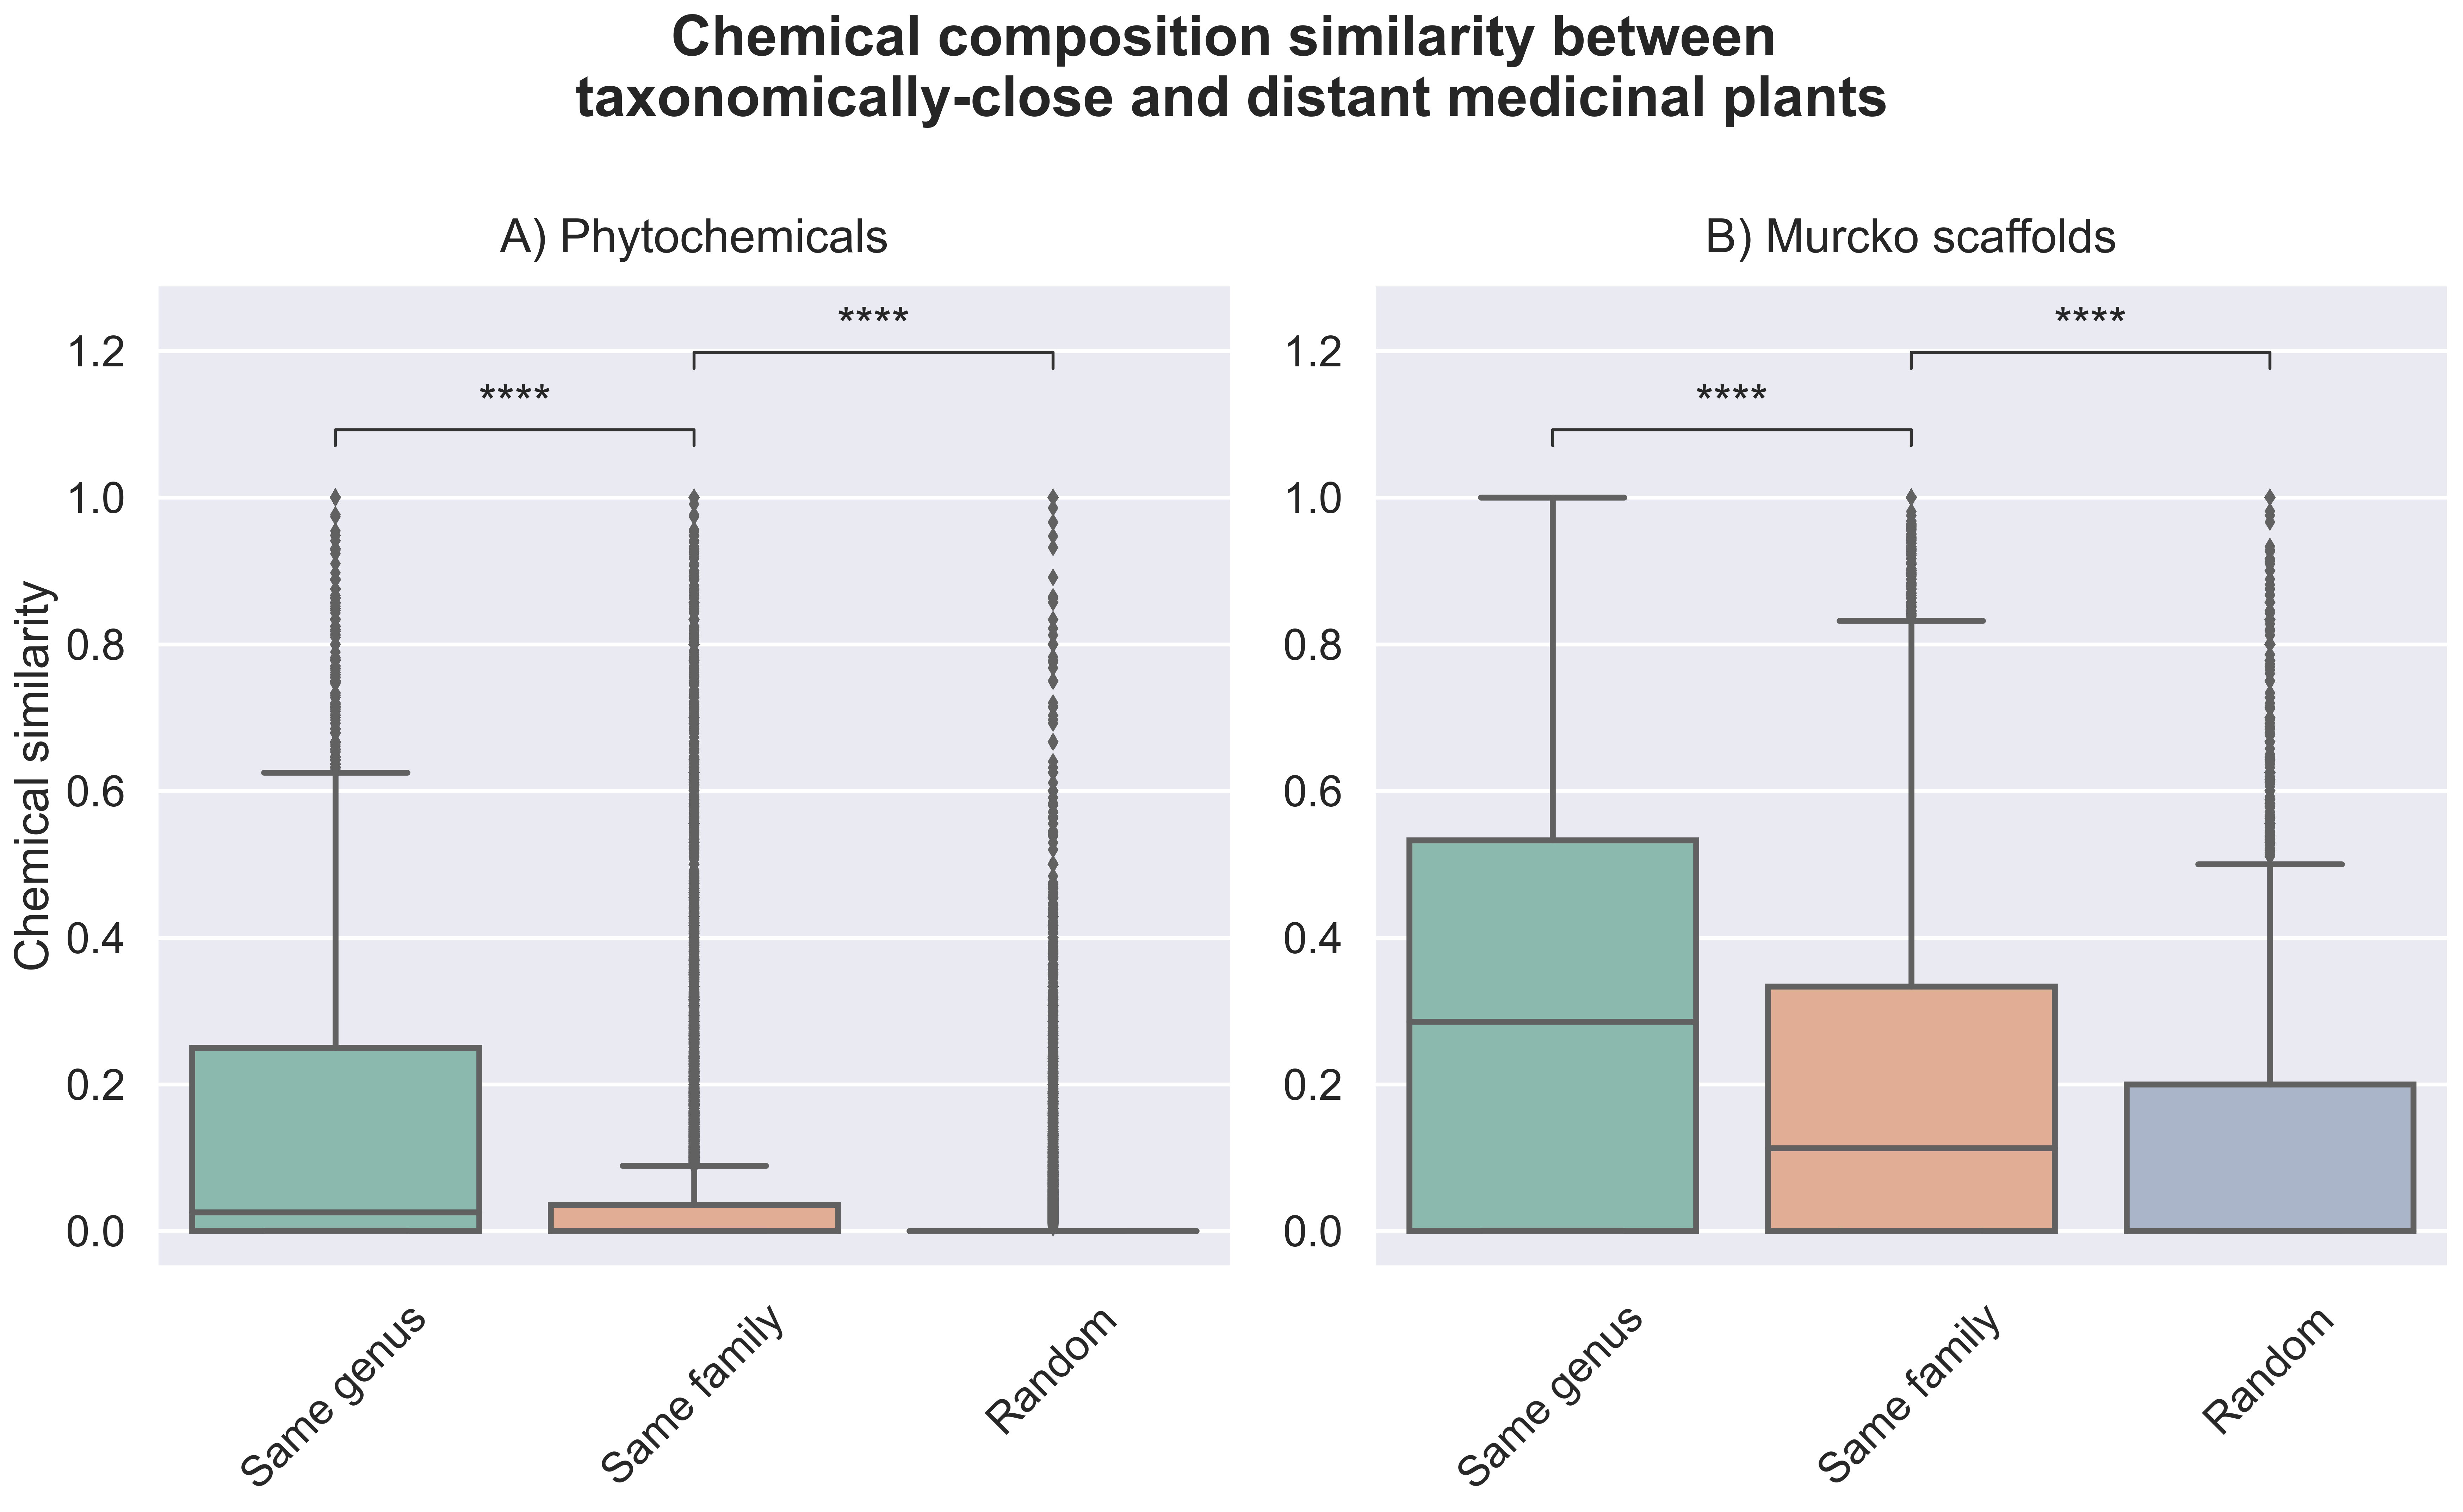 Chemical composition similarity between
taxonomically-close and distant medicinal plants
A) Phytochemicals
B) Murcko scaffolds
Chemical similarity
1.2
1.0
0.8
0.6
0.4
0.2
0.0
****
****
Same genus
Same family
Random
1.2
1.0
0.8
0.6
0.4
0.2
0.0
****
****
Same genus
Same family
Random